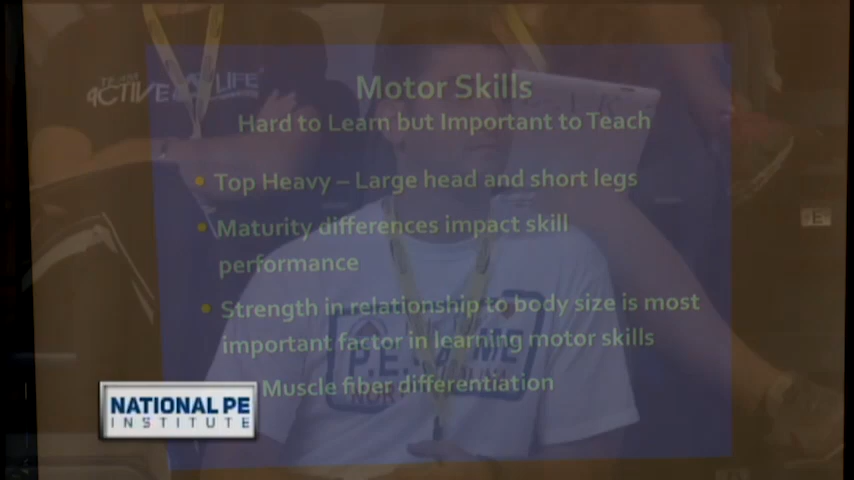 TEAM
ACTIVE LIFE
Motor Skills
Hard to Learn but Important to Teach
• Top Heavy – Large head and short legs
• Maturity differences impact skill
performance
• Strength in relationship to body size is most
important factor in learning motor skills
Muscle fiber differentiation
NATIONAL PE
INSTITUTE